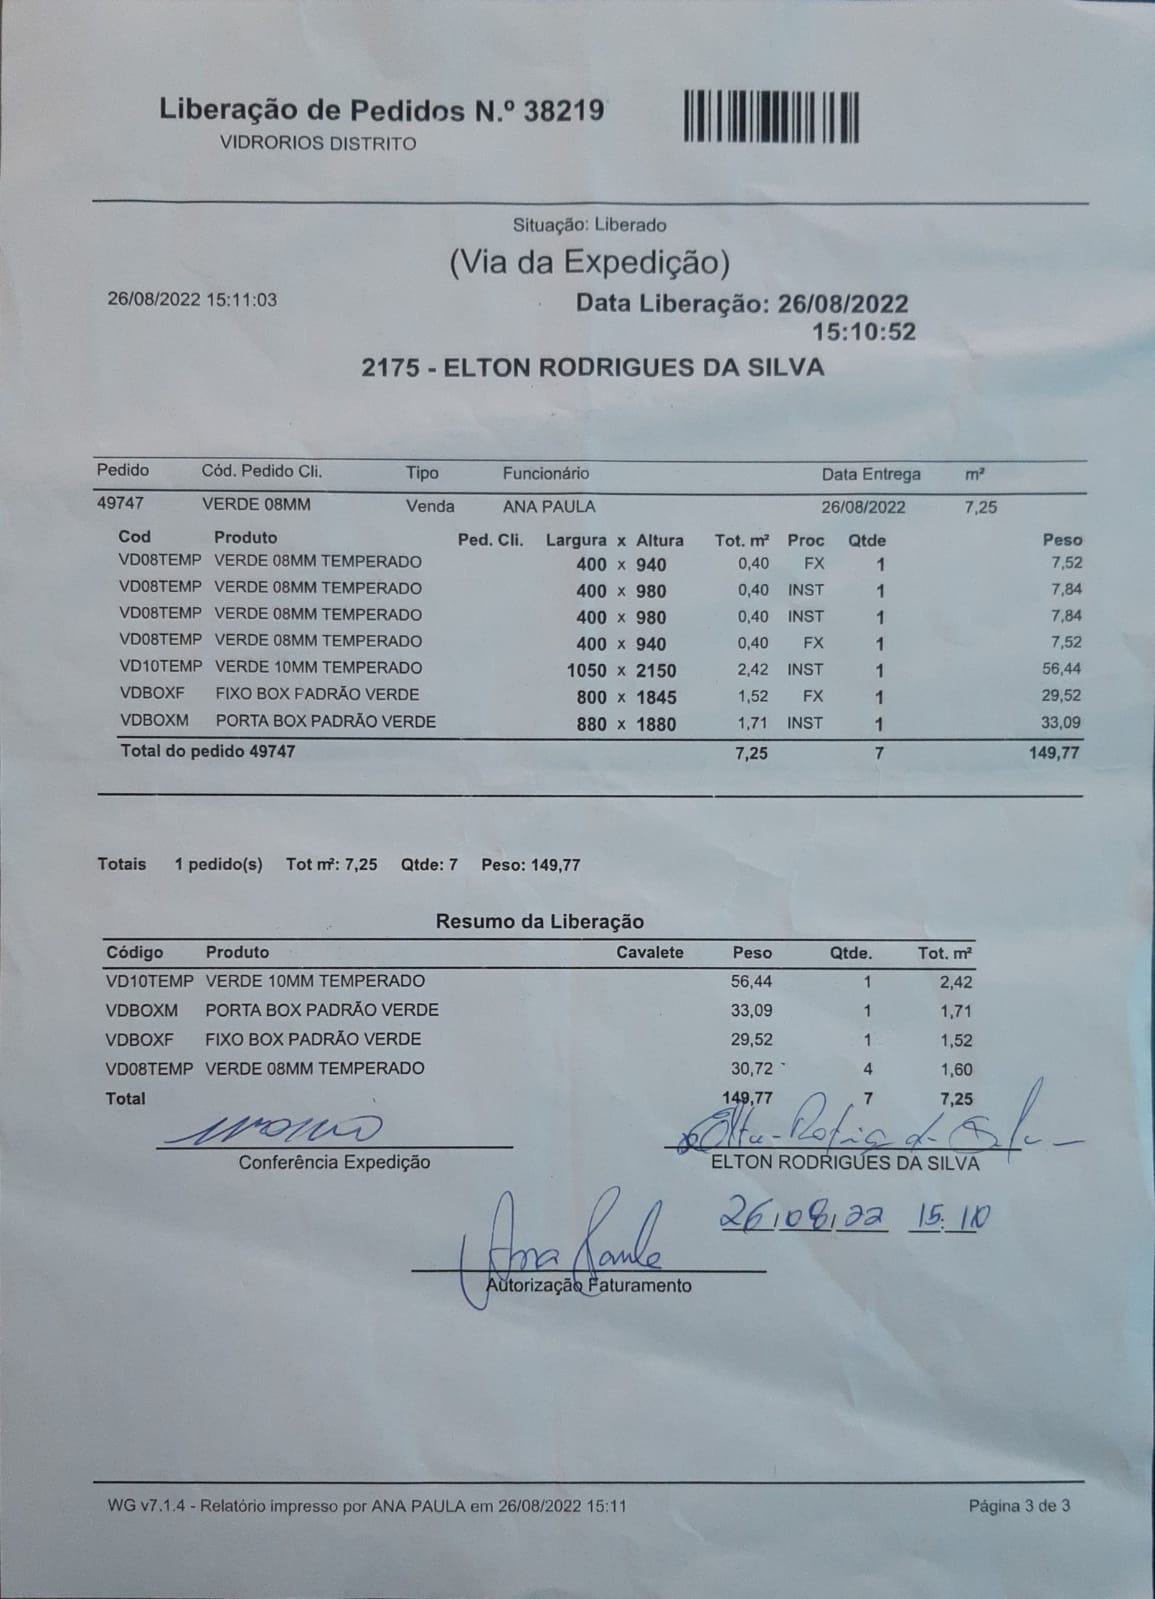 Liberação de Pedidos N.º 38219
VIDRORIOS DISTRITO
Situação: Liberado
(Via da Expedição)
26/08/2022 15:11:03 Data Liberação: 26/08/2022
15:10:52
2175 - ELTON RODRIGUES DA SILVA
Pedido Cód. Pedido Cli. Tipo Funcionário Data Entrega m²
49747 VERDE 08MM Venda ANA PAULA 26/08/2022 7,25
Cod Produto Ped. Cli. Largura x Altura Tot. m² Proc Qtde Peso
VD08TEMP VERDE 08MM TEMPERADO 400 x 940 0,40 FX 1 7,52
VD08TEMP VERDE 08MM TEMPERADO 400 x 980 0,40 INST 1 7,84
VD08TEMP VERDE 08MM TEMPERADO 400 x 980 0,40 INST 1 7,84
VD08TEMP VERDE 08MM TEMPERADO 400 x 940 0,40 FX 1 7,52
VD10TEMP VERDE 10MM TEMPERADO 1050 x 2150 2,42 INST 1 56,44
VDBOXF FIXO BOX PADRÃO VERDE 800 x 1845 1,52 FX 1 29,52
VDBOXM PORTA BOX PADRÃO VERDE 880 x 1880 1,71 INST 1 33,09
Total do pedido 49747 7,25 7 149,77
Totais 1 pedido(s) Tot m²: 7,25 Qtde: 7 Peso: 149,77
Resumo da Liberação
Código Produto Cavalete Peso Qtde. Tot. m²
VD10TEMP VERDE 10MM TEMPERADO 56,44 1 2,42
VDBOXM PORTA BOX PADRÃO VERDE 33,09 1 1,71
VDBOXF FIXO BOX PADRÃO VERDE 29,52 1 1,52
VD08TEMP VERDE 08MM TEMPERADO 30,72 4 1,60
Total 149,77 7 7,25
Conferência Expedição ELTON RODRIGUES DA SILVA
26/08/22 15:10
Ana Paula
Autorização Faturamento
WG v7.1.4 - Relatório impresso por ANA PAULA em 26/08/2022 15:11 Página 3 de 3